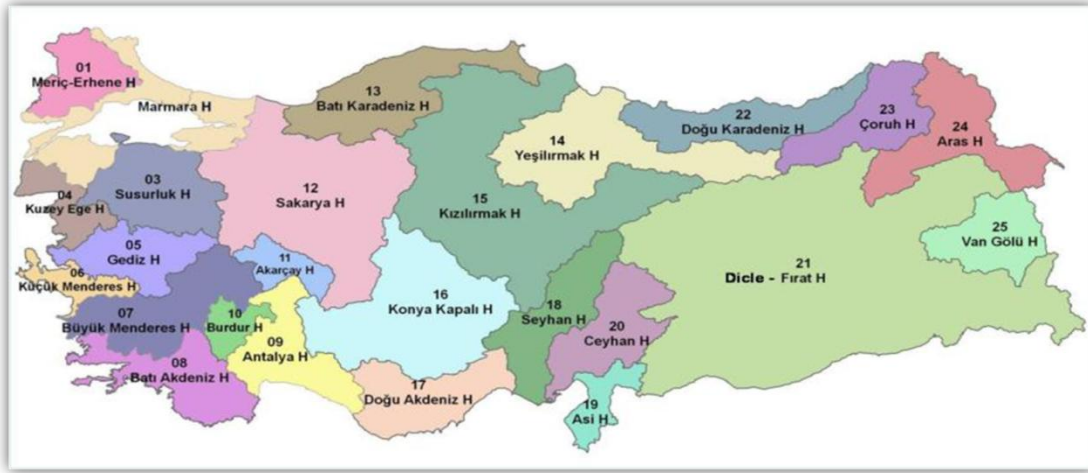 01
Meriç-Erhene H
Marmara H
03
Susurluk H
04
Kuzey Ege H
05
Gediz H
06
Küçük Menderes H
07
Büyük Menderes H
08
Batı Akdeniz H
09
Antalya H
10
Burdur H
11
Akarçay H
12
Sakarya H
13
Batı Karadeniz H
14
Yeşilırmak H
15
Kızılırmak H
16
Konya Kapalı H
17
Doğu Akdeniz H
18
Seyhan H
19
Asi H
20
Ceyhan H
21
Dicle - Fırat H
22
Doğu Karadeniz H
23
Çoruh H
24
Aras H
25
Van Gölü H